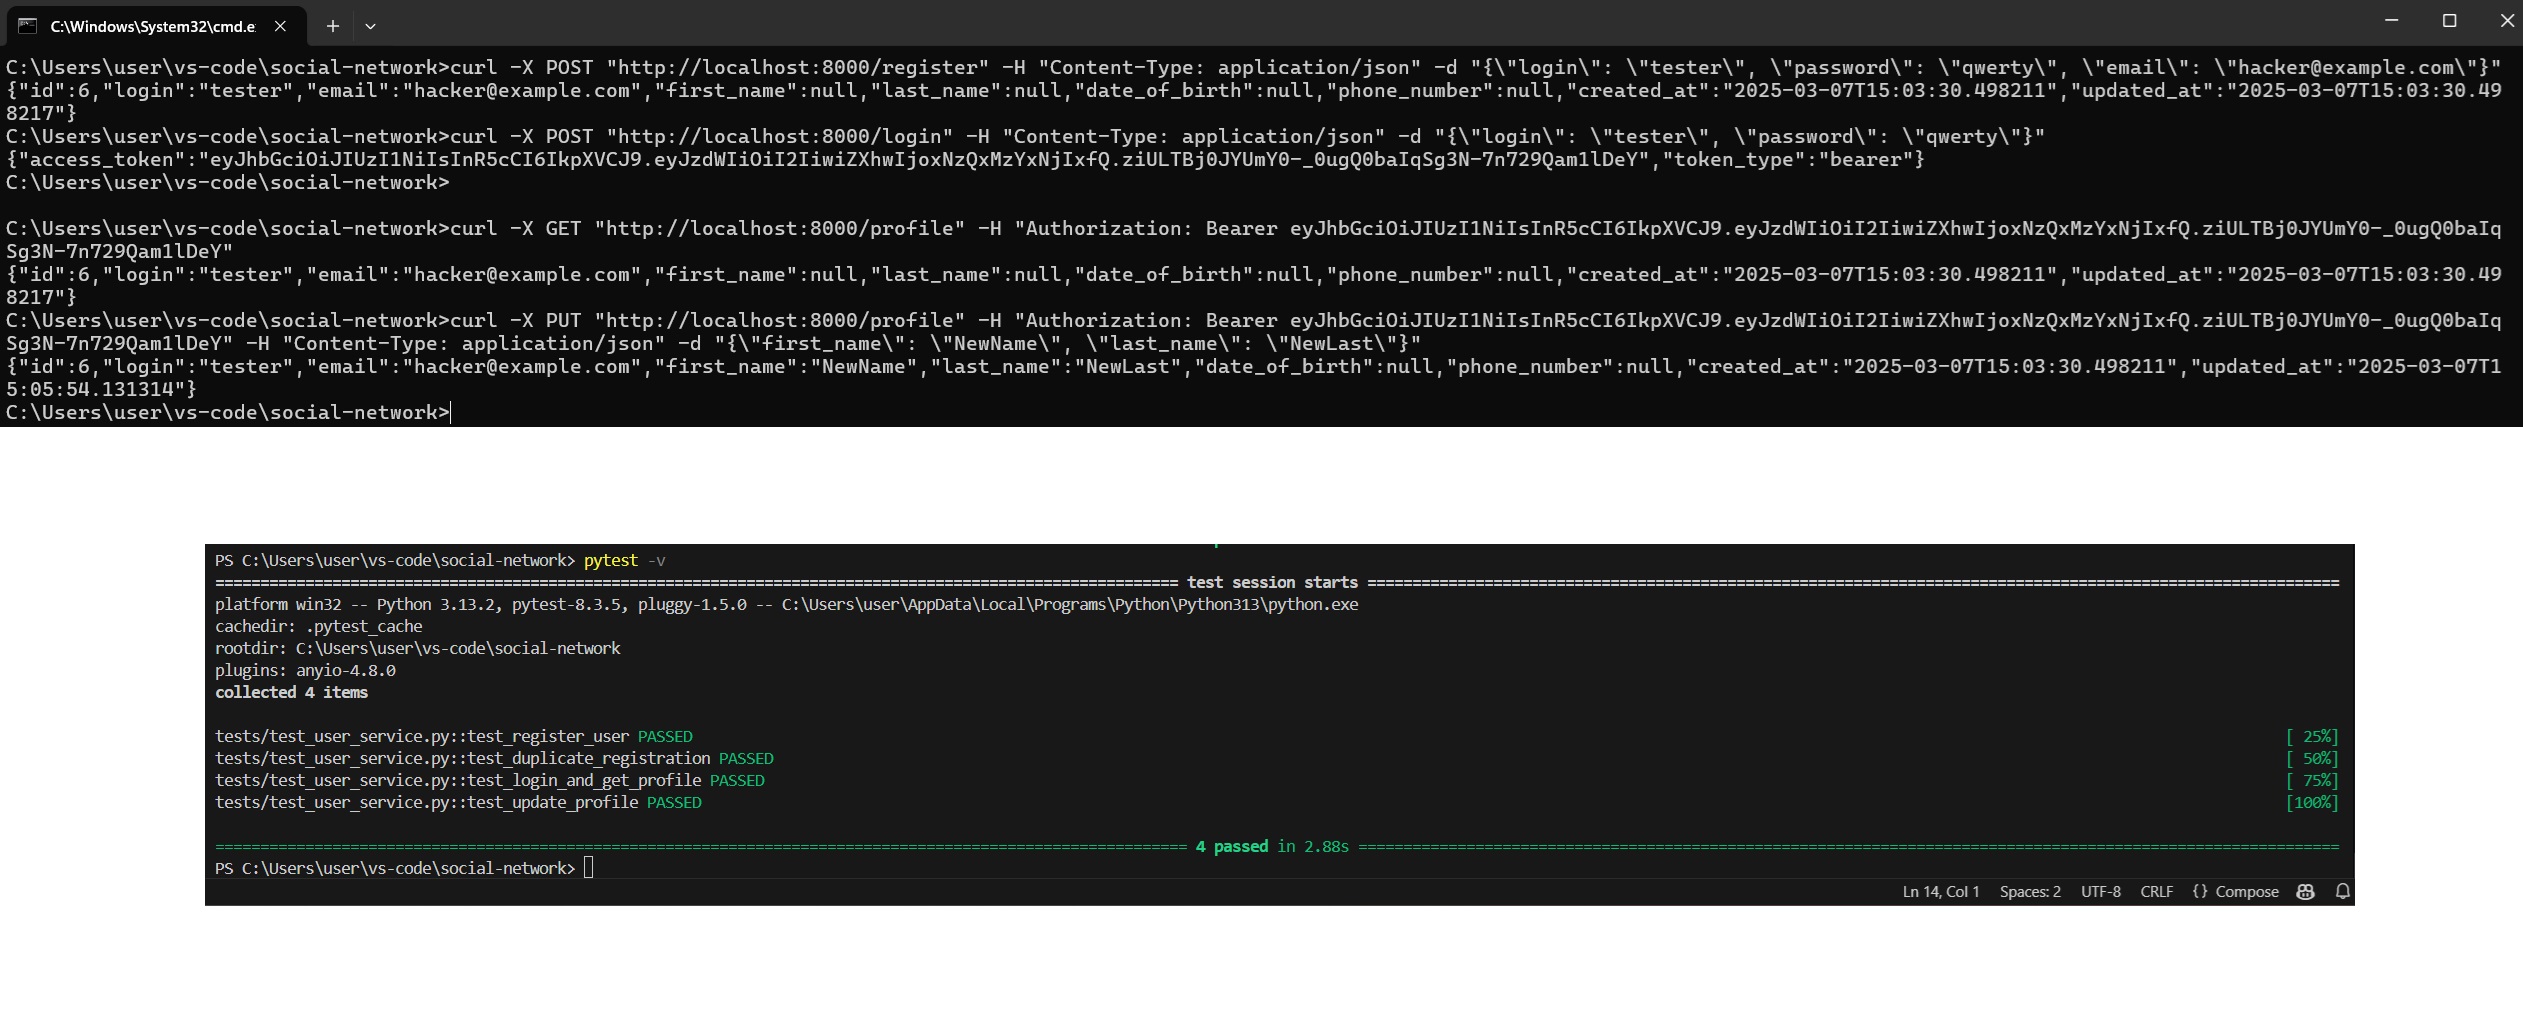 C:\Windows\System32\cmd.e
C:\Users\user\vs-code\social-network>curl -X POST "http://localhost:8000/register" -H "Content-Type: application/json" -d "{\"login\": \"tester\", \"password\": \"qwerty\", \"email\": \"hacker@example.com\"}"
{"id":6,"login":"tester","email":"hacker@example.com","first_name":null,"last_name":null,"date_of_birth":null,"phone_number":null,"created_at":"2025-03-07T15:03:30.498211","updated_at":"2025-03-07T15:03:30.49
8217"}
C:\Users\user\vs-code\social-network>curl -X POST "http://localhost:8000/login" -H "Content-Type: application/json" -d "{\"login\": \"tester\", \"password\": \"qwerty\"}"
{"access_token":"eyJhbGciOiJIUzI1NiIsInR5cCI6IkpXVCJ9.eyJzdWIiOiI2IiwiZXhwIjoxNzQxMzYxNjIxfQ.ziULTBj0JYUmY0-_0ugQ0baIqSg3N-7n729Qam1lDeY","token_type":"bearer"}
C:\Users\user\vs-code\social-network>
C:\Users\user\vs-code\social-network>curl -X GET "http://localhost:8000/profile" -H "Authorization: Bearer eyJhbGciOiJIUzI1NiIsInR5cCI6IkpXVCJ9.eyJzdWIiOiI2IiwiZXhwIjoxNzQxMzYxNjIxfQ.ziULTBj0JYUmY0-_0ugQ0baIq
Sg3N-7n729Qam1lDeY"
{"id":6,"login":"tester","email":"hacker@example.com","first_name":null,"last_name":null,"date_of_birth":null,"phone_number":null,"created_at":"2025-03-07T15:03:30.498211","updated_at":"2025-03-07T15:03:30.49
8217"}
C:\Users\user\vs-code\social-network>curl -X PUT "http://localhost:8000/profile" -H "Authorization: Bearer eyJhbGciOiJIUzI1NiIsInR5cCI6IkpXVCJ9.eyJzdWIiOiI2IiwiZXhwIjoxNzQxMzYxNjIxfQ.ziULTBj0JYUmY0-_0ugQ0baIq
Sg3N-7n729Qam1lDeY" -H "Content-Type: application/json" -d "{\"first_name\": \"NewName\", \"last_name\": \"NewLast\"}"
{"id":6,"login":"tester","email":"hacker@example.com","first_name":"NewName","last_name":"NewLast","date_of_birth":null,"phone_number":null,"created_at":"2025-03-07T15:03:30.498211","updated_at":"2025-03-07T1
5:05:54.131314"}
C:\Users\user\vs-code\social-network>
PS C:\Users\user\vs-code\social-network> pytest -v
=== test session starts ===
platform win32 -- Python 3.13.2, pytest-8.3.5, pluggy-1.5.0 -- C:\Users\user\AppData\Local\Programs\Python\Python313\python.exe
cachedir: .pytest_cache
rootdir: C:\Users\user\vs-code\social-network
plugins: anyio-4.8.0
collected 4 items
tests/test_user_service.py::test_register_user PASSED [ 25%]
tests/test_user_service.py::test_duplicate_registration PASSED [ 50%]
tests/test_user_service.py::test_login_and_get_profile PASSED [ 75%]
tests/test_user_service.py::test_update_profile PASSED [100%]
=== 4 passed in 2.88s ===
PS C:\Users\user\vs-code\social-network>
Ln 14, Col 1 Spaces: 2 UTF-8 CRLF {} Compose